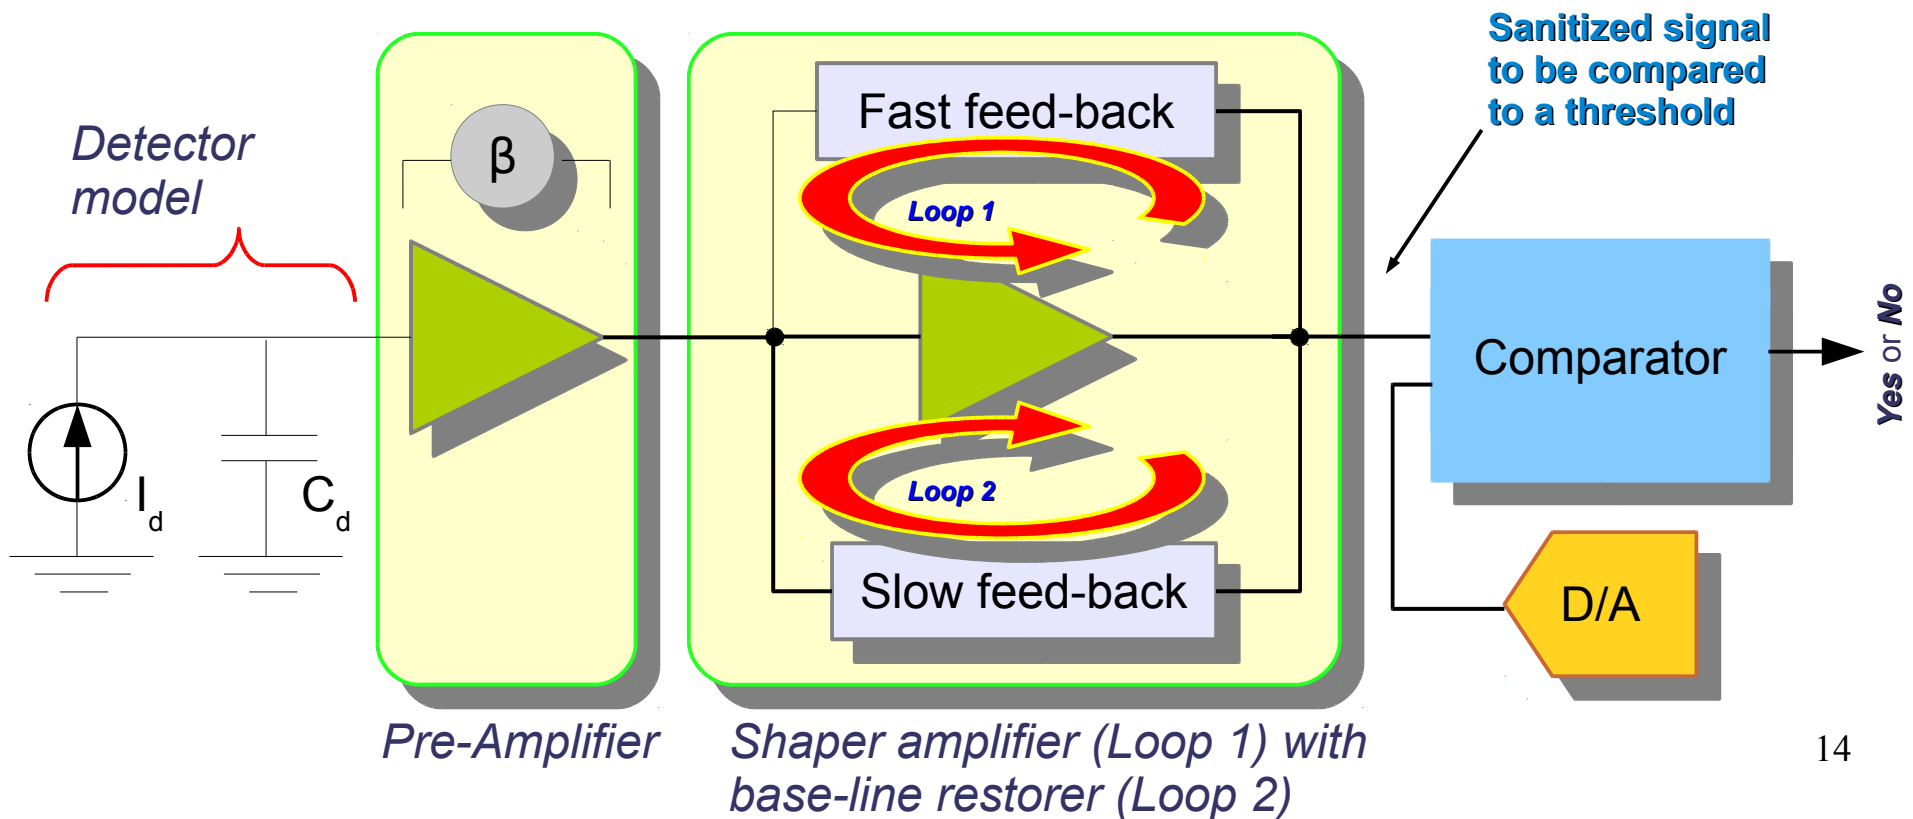 Sanitized signal
to be compared
to a threshold
Detector
model
β
Fast feed-back
Loop 1
Comparator
Yes or No
Loop 2
I d
C d
Slow feed-back
D/A
Pre-Amplifier
Shaper amplifier (Loop 1) with
base-line restorer (Loop 2)
14